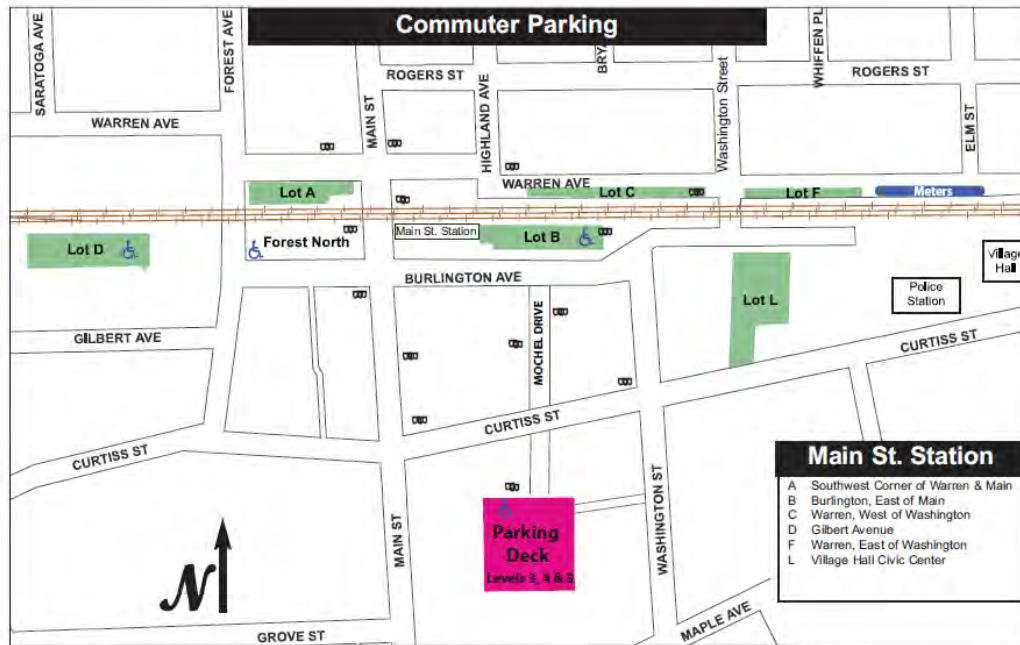 Commuter Parking
SARATOGA AVE
FOREST AVE
MAIN ST
ROGERS ST
HIGHLAND AVE
Washington Street
WHIFFEN PL
ROGERS ST
ELM ST
WARREN AVE
WARREN AVE
Lot A
Lot C
Lot F
Meters
Lot D
Forest North
Main St. Station
Lot B
Village
Hall
BURLINGTON AVE
Lot L
Police
Station
GILBERT AVE
MOCHEL DRIVE
CURTISS ST
CURTISS ST
CURTISS ST
MAIN ST
WASHINGTON ST
Parking
Deck
Levels 3, 4 & 5
N
GROVE ST
MAPLE AVE
Main St. Station
A Southwest Corner of Warren & Main
B Burlington, East of Main
C Warren, West of Washington
D Gilbert Avenue
F Warren, East of Washington
L Village Hall Civic Center